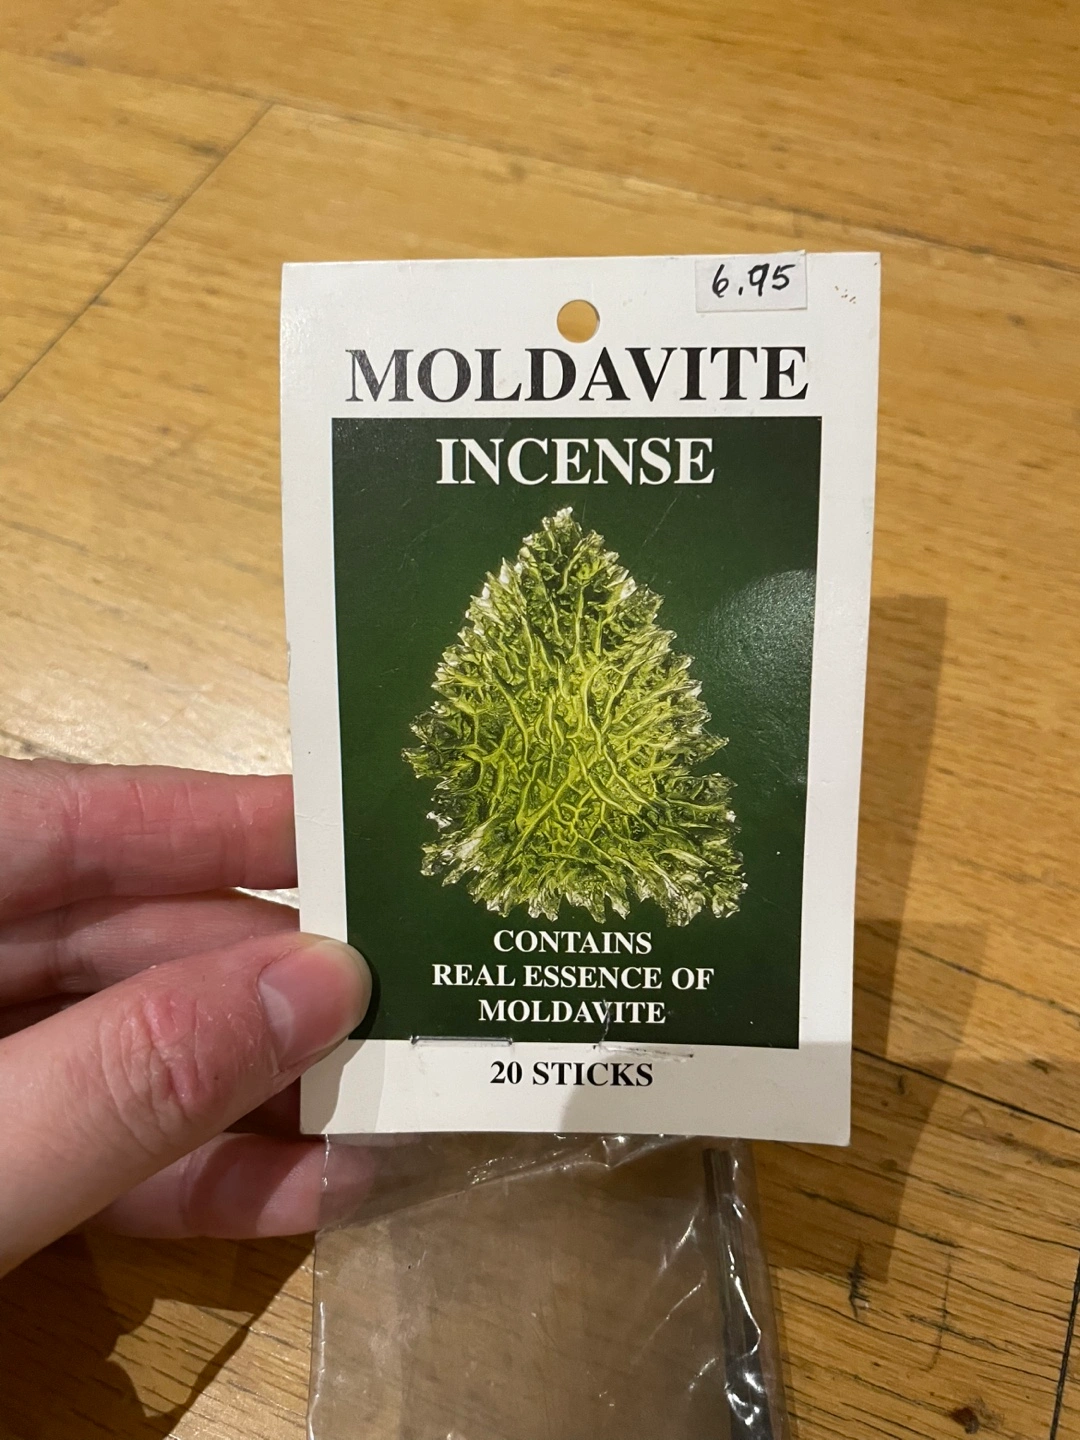 6.95
MOLDAVITE
INCENSE
CONTAINS
REAL ESSENCE OF
MOLDAVITE
20 STICKS